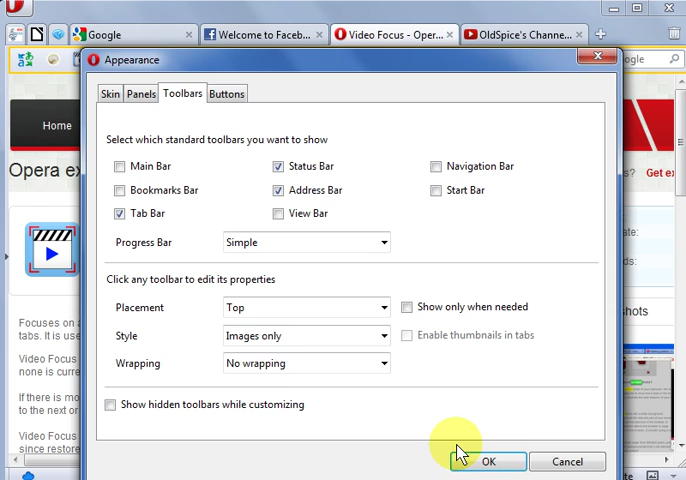 Google
Welcome to Faceb...
Video Focus - Oper...
OldSpice's Channe...
Appearance
ogle
Skin
Panels
Toolbars
Buttons
Home
Select which standard toolbars you want to show
Main Bar
Status Bar
Navigation Bar
Opera ex
s?
Get ex
Bookmarks Bar
Address Bar
Start Bar
Tab Bar
View Bar
ate:
Progress Bar
Simple
ds:
Click any toolbar to edit its properties
Placement
Top
Show only when needed
shots
Focuses on a
Style
Images only
Enable thumbnails in tabs
tabs. It is use
Video Focus
Wrapping
No wrapping
none is curre
If there is mo
Show hidden toolbars while customizing
to the next or
Video Focus
since restore
OK
Cancel